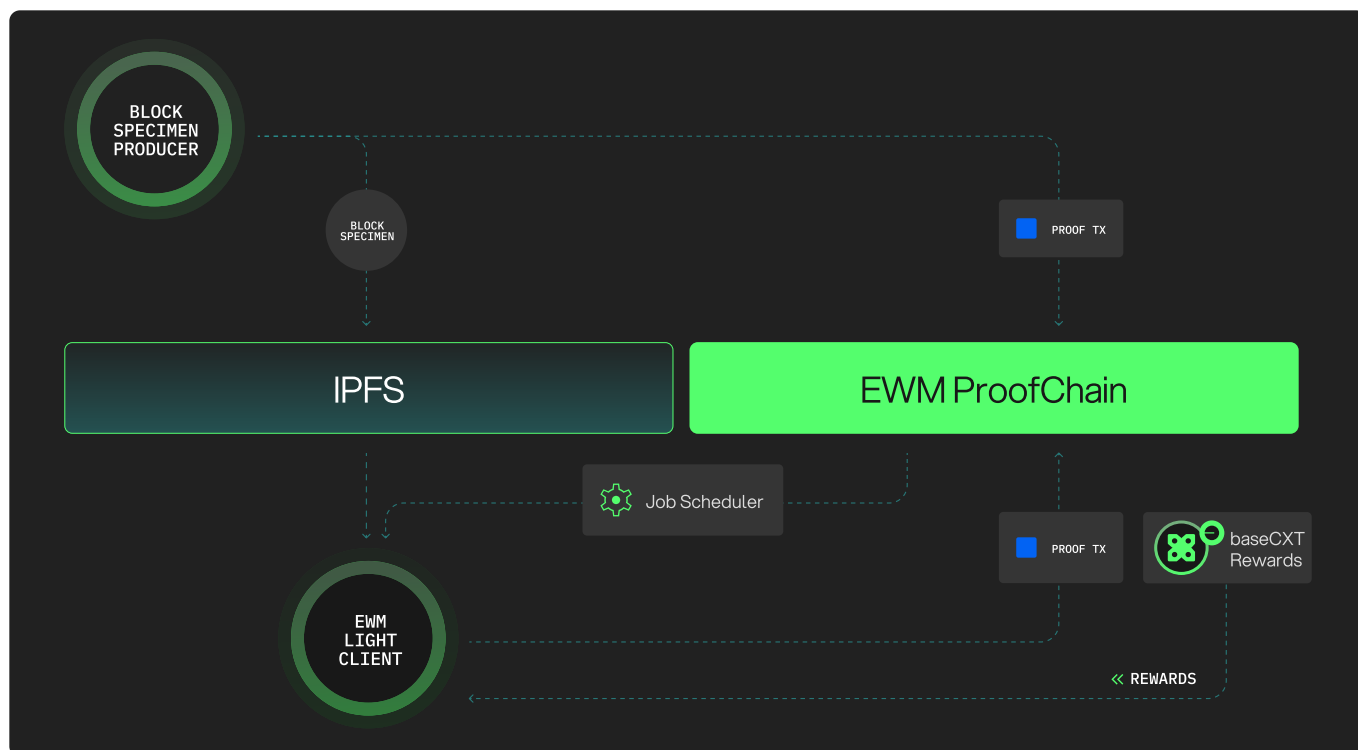 BLOCK
SPECIMEN
PRODUCER
BLOCK
SPECIMEN
PROOF TX
IPFS
EWM ProofChain
Job Scheduler
PROOF TX
baseCXT
Rewards
EWM
LIGHT
CLIENT
REWARDS